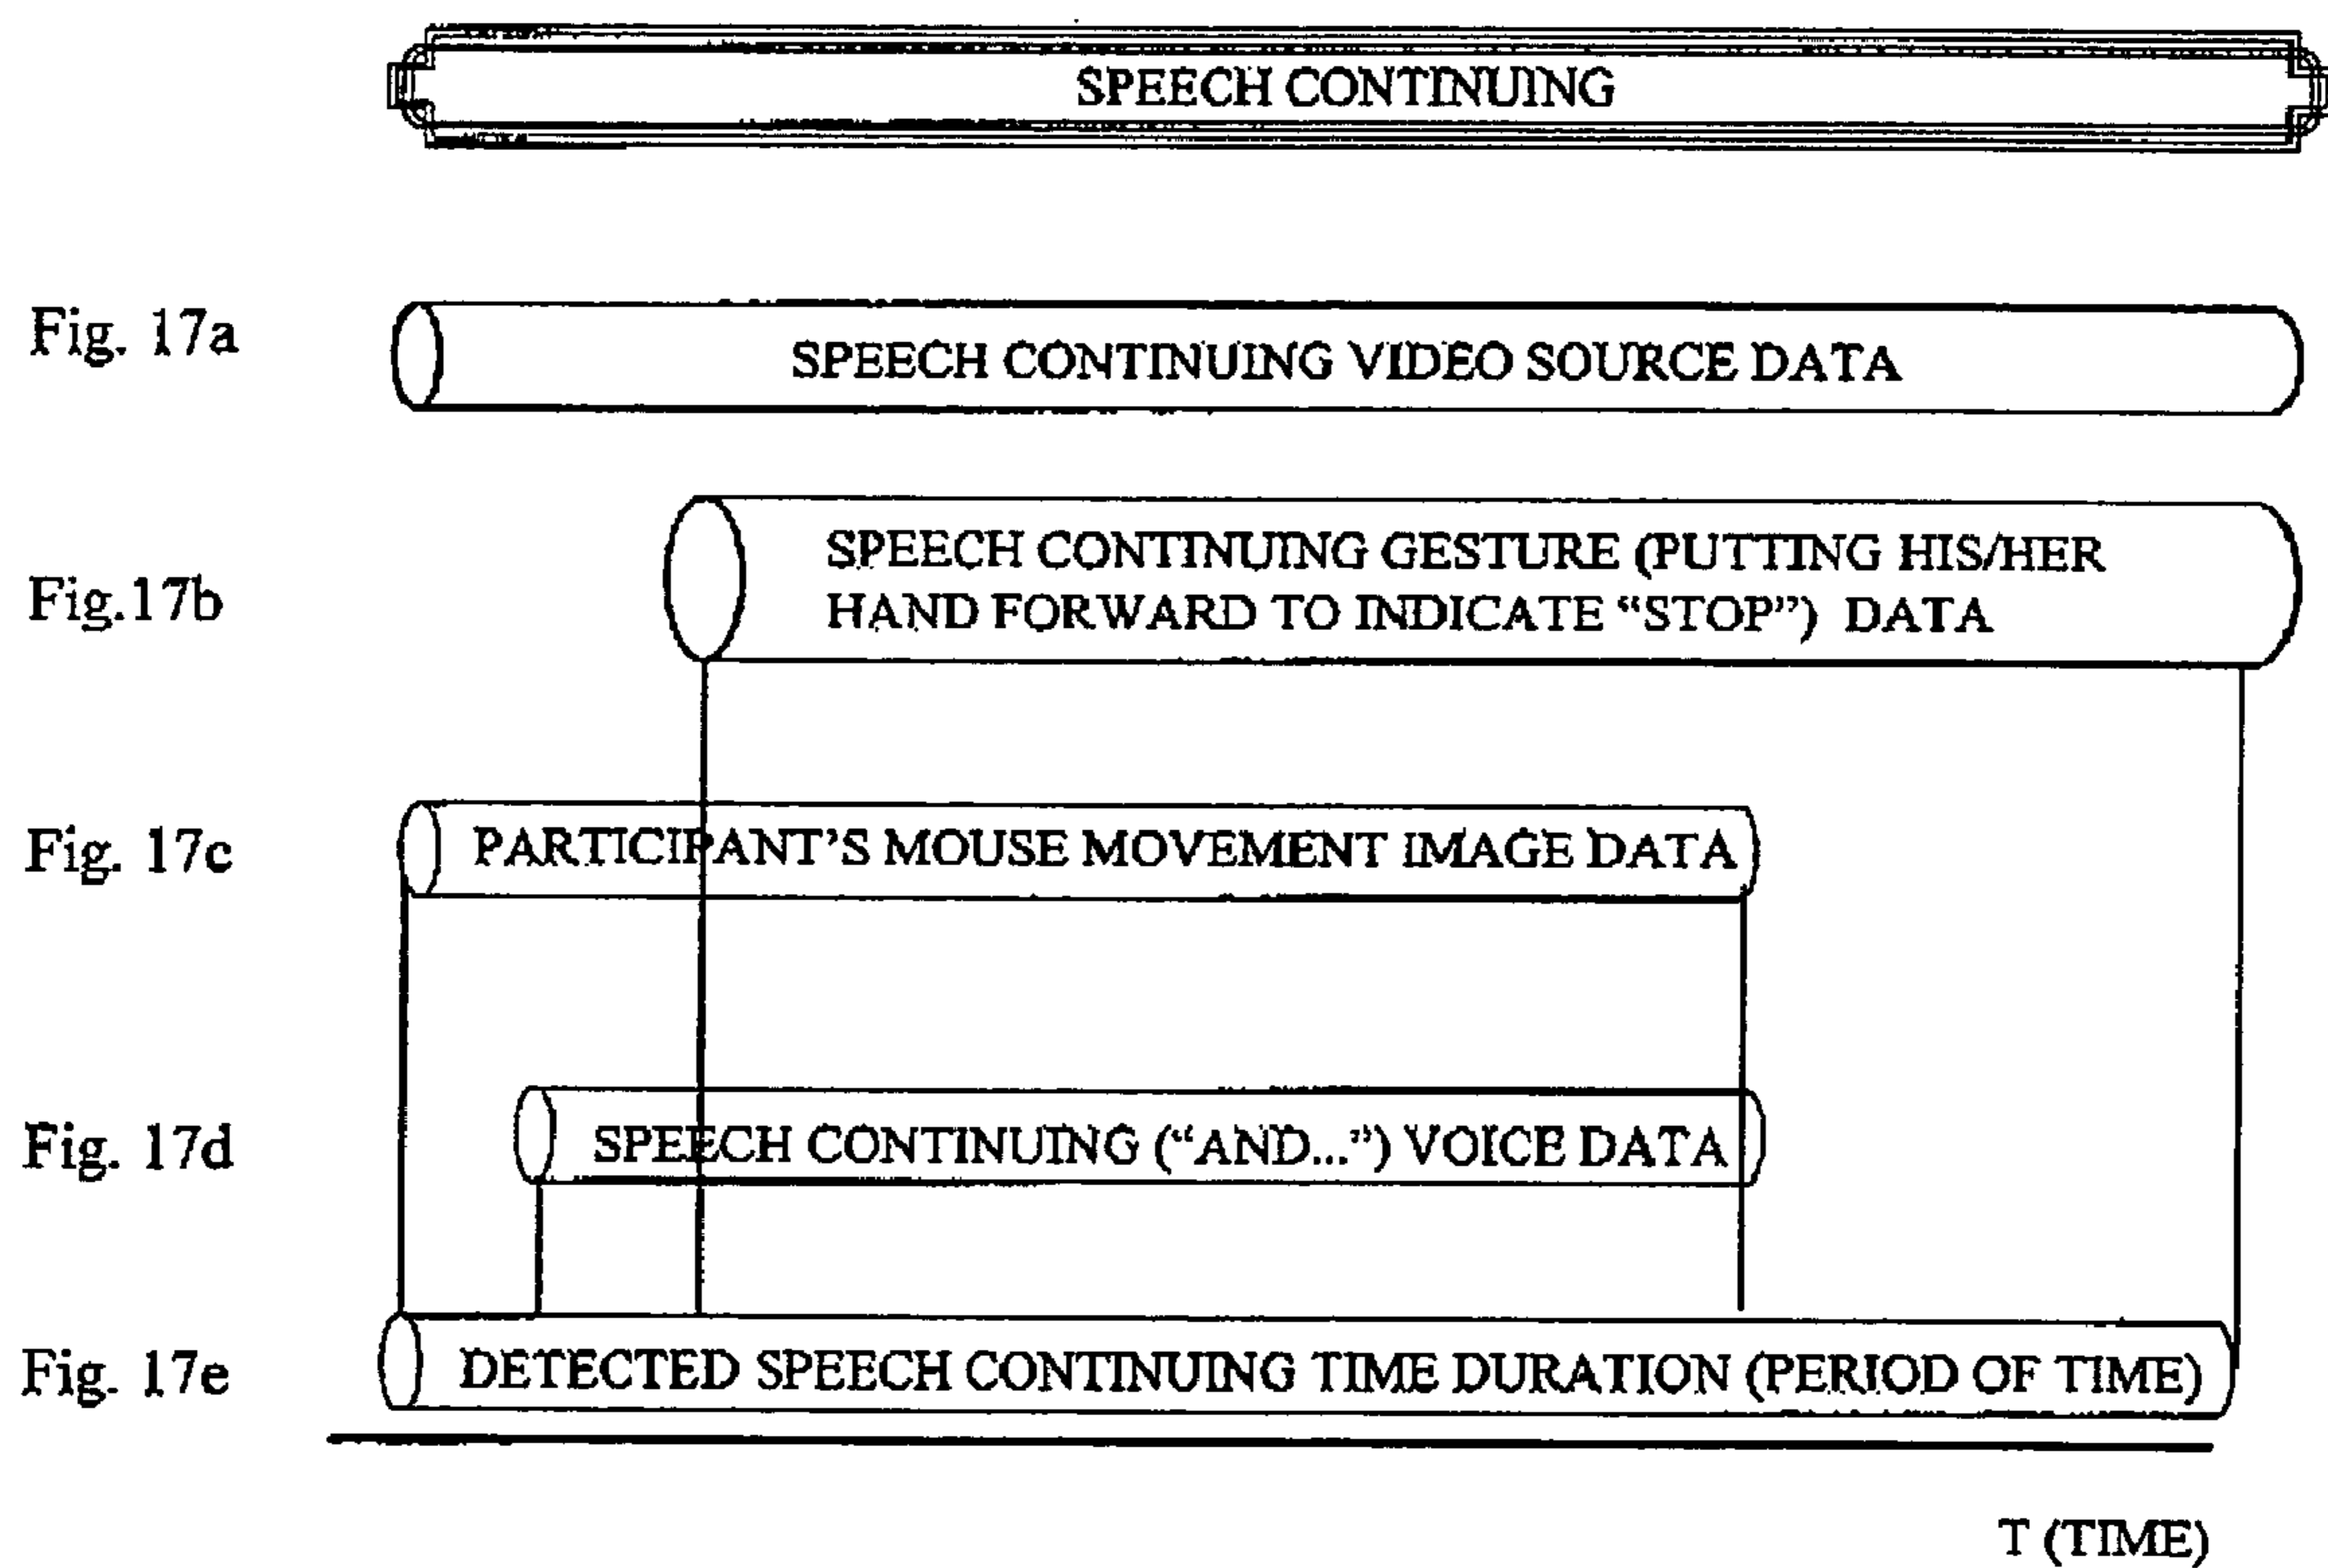 SPEECH CONTINUING
Fig. 17a
SPEECH CONTINUING VIDEO SOURCE DATA
Fig.17b
SPEECH CONTINUING GESTURE (PUTTING HIS/HER
HAND FORWARD TO INDICATE “STOP”) DATA
Fig. 17c
PARTICIPANT’S MOUSE MOVEMENT IMAGE DATA
Fig. 17d
SPEECH CONTINUING (“AND...”) VOICE DATA
Fig. 17e
DETECTED SPEECH CONTINUING TIME DURATION (PERIOD OF TIME)
T (TIME)